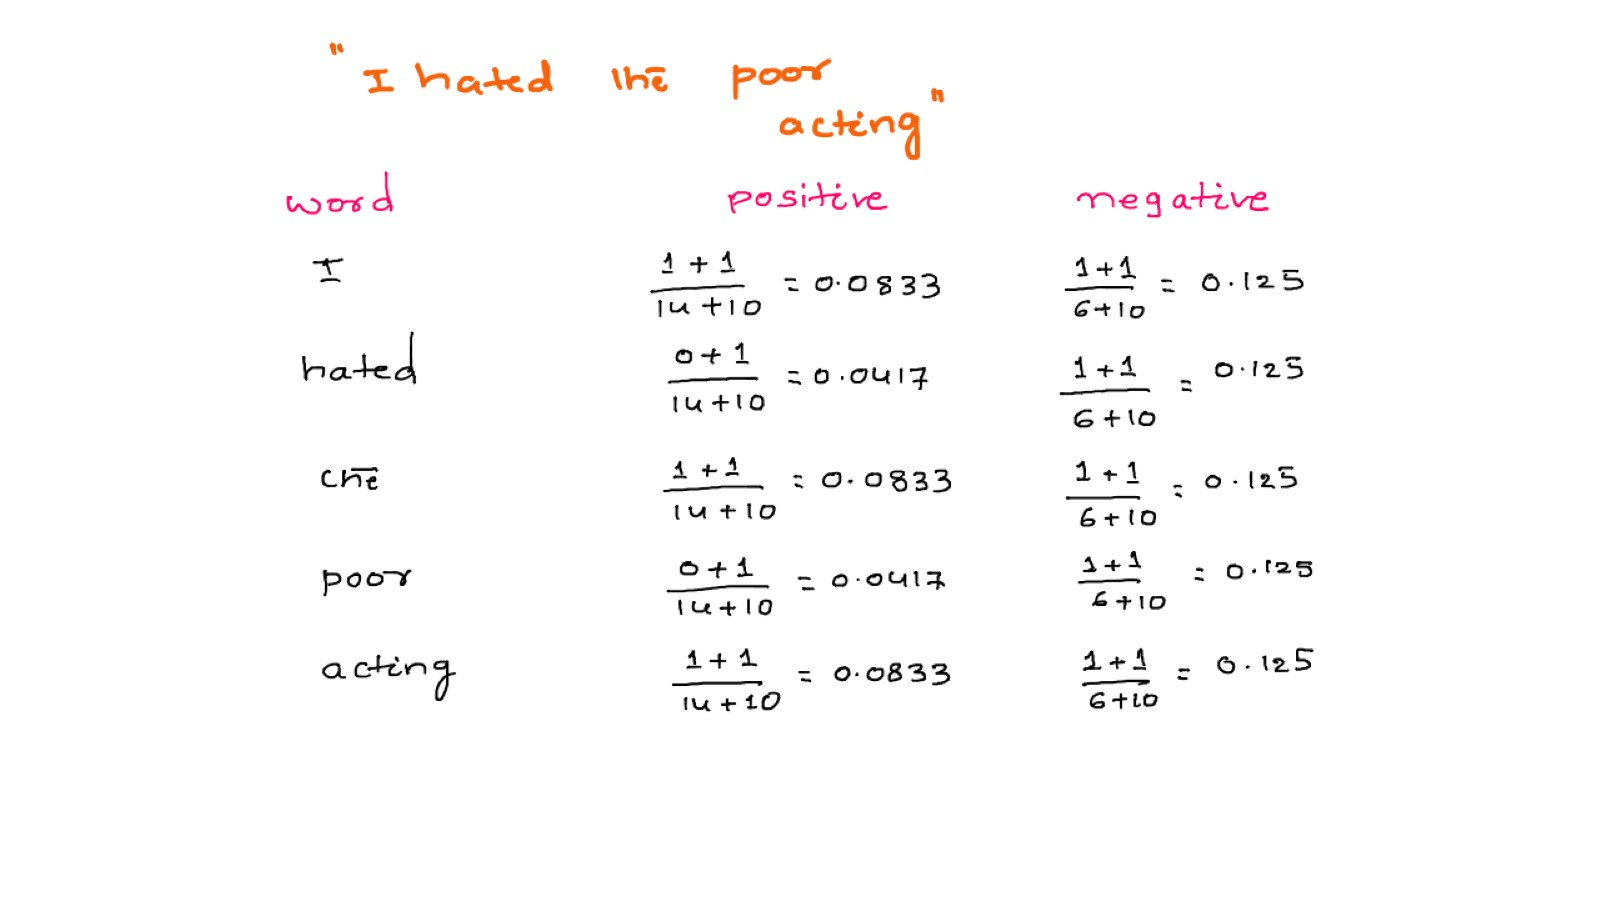 "I hated the poor
acting"
word positive negative
I 1+1/14+10 = 0.0833 1+1/6+10 = 0.125
hated 0+1/14+10 = 0.0417 1+1/6+10 = 0.125
the 1+1/14+10 = 0.0833 1+1/6+10 = 0.125
poor 0+1/14+10 = 0.0417 1+1/6+10 = 0.125
acting 1+1/14+10 = 0.0833 1+1/6+10 = 0.125